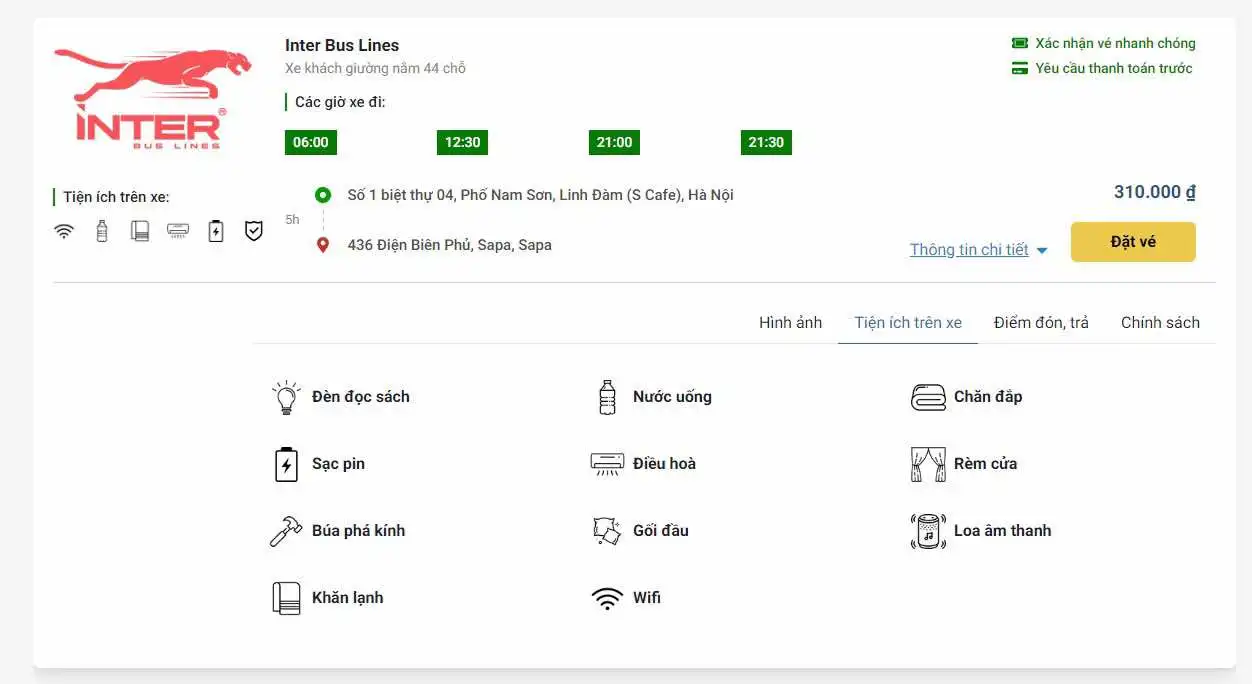 INTER®
BUS LINES
Inter Bus Lines
Xe khách giường nằm 44 chỗ
Các giờ xe đi:
06:00 12:30 21:00 21:30
Xác nhận vé nhanh chóng
Yêu cầu thanh toán trước
Tiện ích trên xe:
5h
Số 1 biệt thự 04, Phố Nam Sơn, Linh Đàm (S Cafe), Hà Nội
436 Điện Biên Phủ, Sapa, Sapa
310.000 ₫
Thông tin chi tiết
Đặt vé
Hình ảnh Tiện ích trên xe Điểm đón, trả Chính sách
Đèn đọc sách Nước uống Chăn đắp
Sạc pin Điều hoà Rèm cửa
Búa phá kính Gối đầu Loa âm thanh
Khăn lạnh Wifi